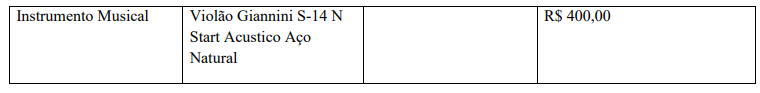 Instrumento Musical
Violão Giannini S-14 N
Start Acustico Aço
Natural
R$ 400,00